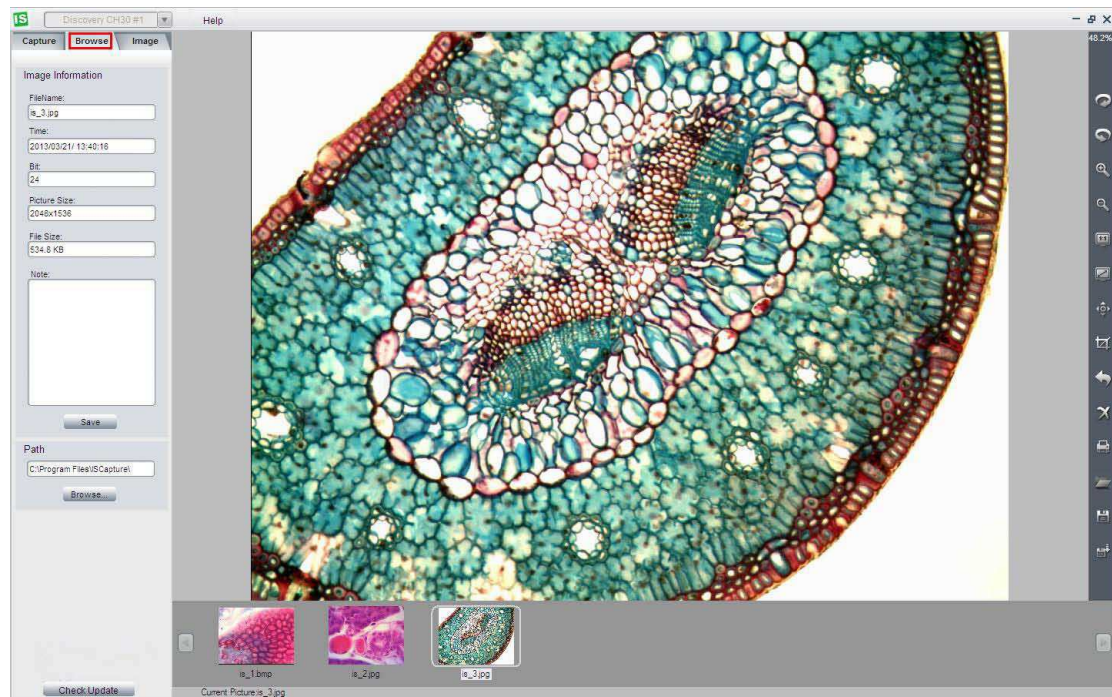 IS Discovery CH30 #1 Help
48.2%
Capture Browse Image
Image Information
FileName:
is_3.jpg
Time:
2013/03/21/ 13:40:16
Bit:
24
Picture Size:
2048x1536
File Size:
534.8 KB
Note:
Save
Path
C:\Program Files\ISCapture\
Browse...
is_1.bmp is_2.jpg is_3.jpg
Check Update
Current Picture:is_3.jpg